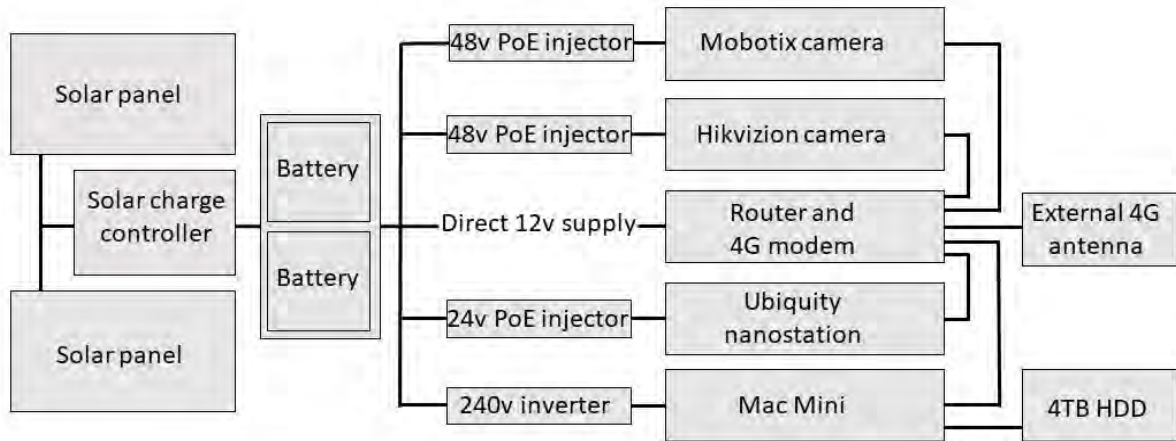 Solar panel
Solar charge
controller
Solar panel
Battery
Battery
48v PoE injector
Mobotix camera
48v PoE injector
Hikvizion camera
Direct 12v supply
Router and
4G modem
External 4G
antenna
24v PoE injector
Ubiquity
nanostation
240v inverter
Mac Mini
4TB HDD